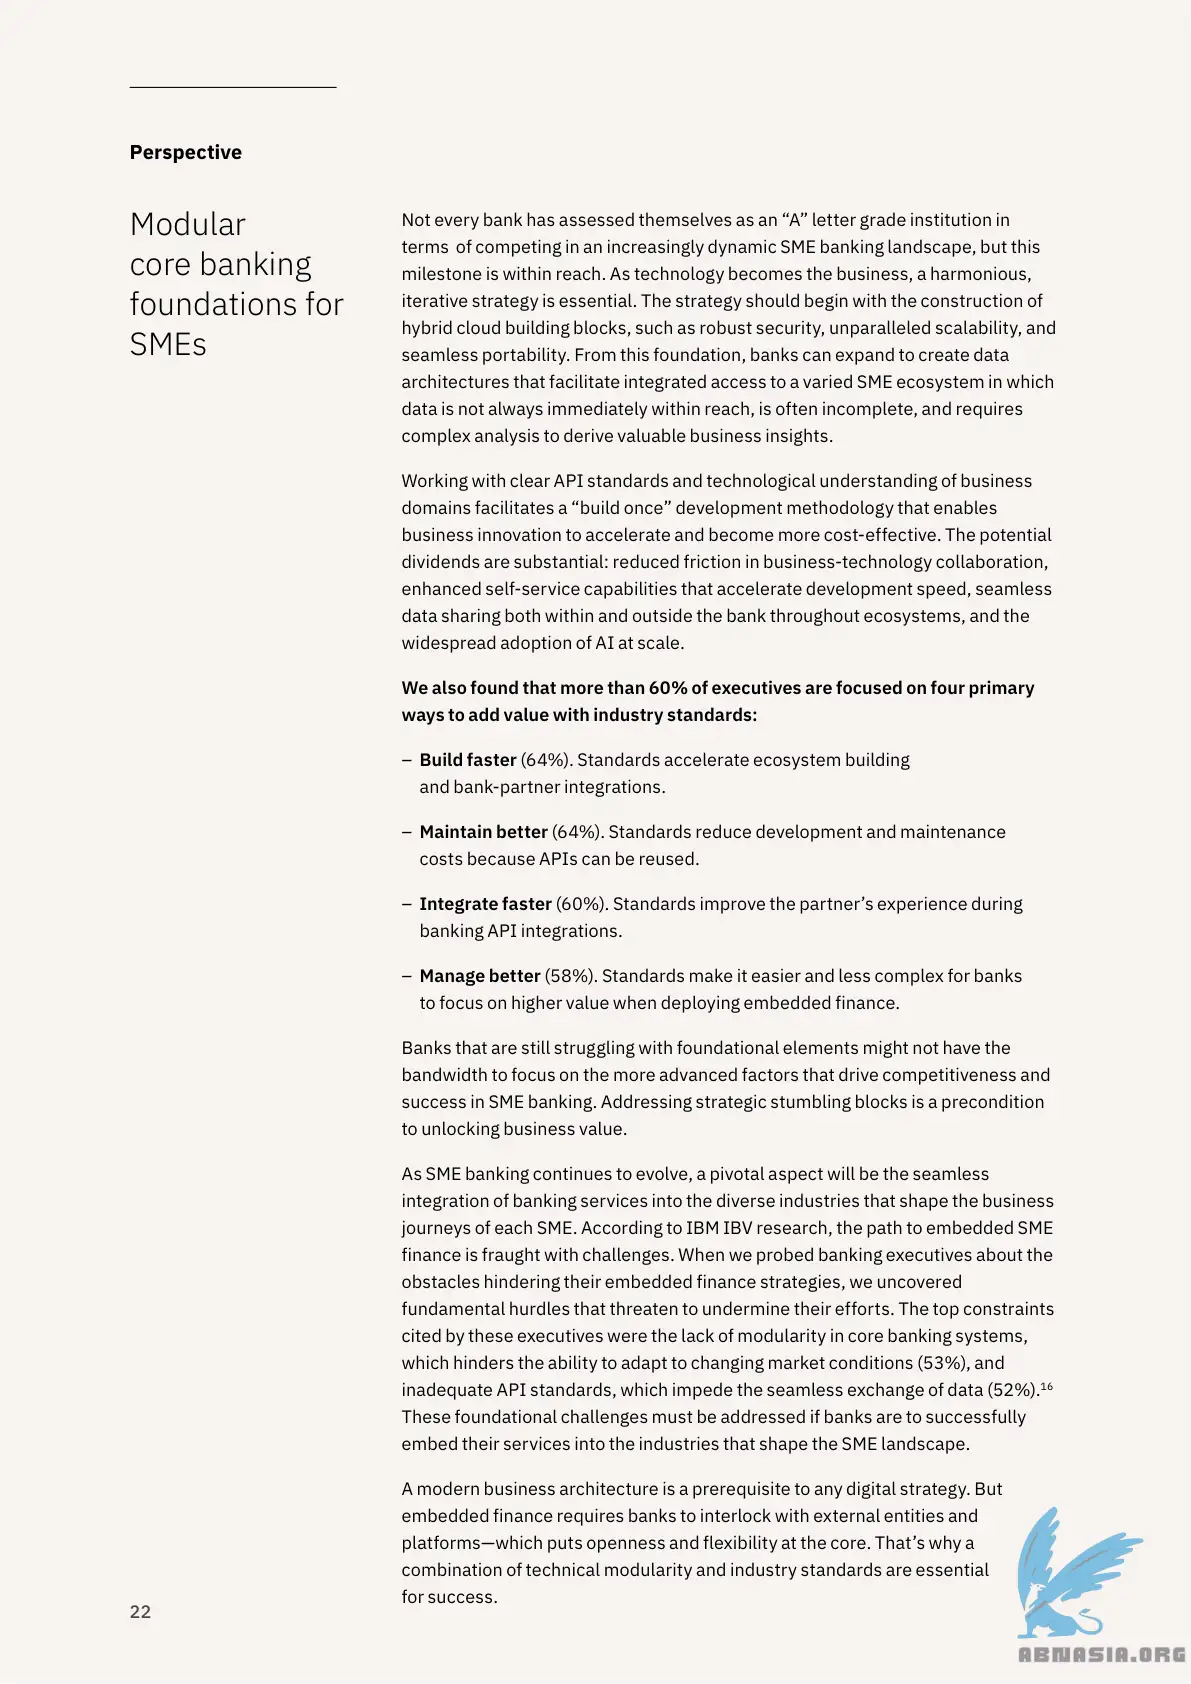 Perspective
Modular
core banking
foundations for
SMEs
Not every bank has assessed themselves as an “A” letter grade institution in
terms of competing in an increasingly dynamic SME banking landscape, but this
milestone is within reach. As technology becomes the business, a harmonious,
iterative strategy is essential. The strategy should begin with the construction of
hybrid cloud building blocks, such as robust security, unparalleled scalability, and
seamless portability. From this foundation, banks can expand to create data
architectures that facilitate integrated access to a varied SME ecosystem in which
data is not always immediately within reach, is often incomplete, and requires
complex analysis to derive valuable business insights.
Working with clear API standards and technological understanding of business
domains facilitates a “build once” development methodology that enables
business innovation to accelerate and become more cost-effective. The potential
dividends are substantial: reduced friction in business-technology collaboration,
enhanced self-service capabilities that accelerate development speed, seamless
data sharing both within and outside the bank throughout ecosystems, and the
widespread adoption of AI at scale.
We also found that more than 60% of executives are focused on four primary
ways to add value with industry standards:
– Build faster (64%). Standards accelerate ecosystem building
and bank-partner integrations.
– Maintain better (64%). Standards reduce development and maintenance
costs because APIs can be reused.
– Integrate faster (60%). Standards improve the partner’s experience during
banking API integrations.
– Manage better (58%). Standards make it easier and less complex for banks
to focus on higher value when deploying embedded finance.
Banks that are still struggling with foundational elements might not have the
bandwidth to focus on the more advanced factors that drive competitiveness and
success in SME banking. Addressing strategic stumbling blocks is a precondition
to unlocking business value.
As SME banking continues to evolve, a pivotal aspect will be the seamless
integration of banking services into the diverse industries that shape the business
journeys of each SME. According to IBM IBV research, the path to embedded SME
finance is fraught with challenges. When we probed banking executives about the
obstacles hindering their embedded finance strategies, we uncovered
fundamental hurdles that threaten to undermine their efforts. The top constraints
cited by these executives were the lack of modularity in core banking systems,
which hinders the ability to adapt to changing market conditions (53%), and
inadequate API standards, which impede the seamless exchange of data (52%).¹⁶
These foundational challenges must be addressed if banks are to successfully
embed their services into the industries that shape the SME landscape.
A modern business architecture is a prerequisite to any digital strategy. But
embedded finance requires banks to interlock with external entities and
platforms—which puts openness and flexibility at the core. That’s why a
combination of technical modularity and industry standards are essential
for success.
22
ABNASIA.ORG